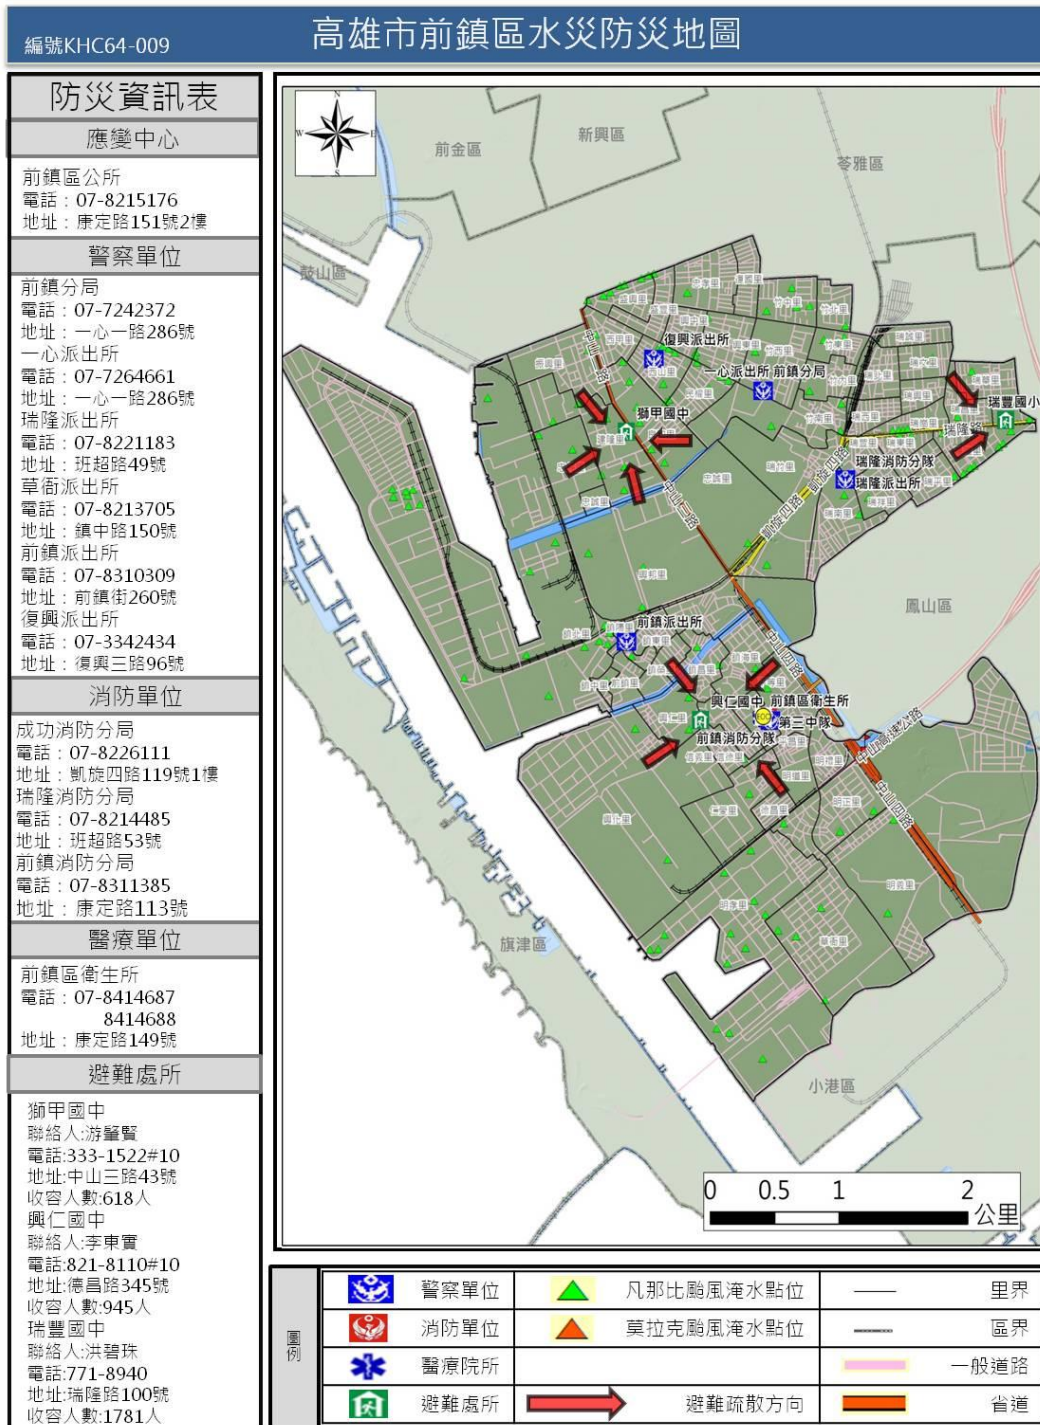 編號KHC64-009
高雄市前鎮區水災防災地圖
防災資訊表
應變中心
前鎮區公所
電話：07-8215176
地址：康定路151號2樓
警察單位
前鎮分局
電話：07-7242372
地址：一心一路286號
一心派出所
電話：07-7264661
地址：一心一路286號
瑞隆派出所
電話：07-8221183
地址：班超路49號
草衙派出所
電話：07-8213705
地址：鎮中路150號
前鎮派出所
電話：07-8310309
地址：前鎮街260號
復興派出所
電話：07-3342434
地址：復興三路96號
消防單位
成功消防分局
電話：07-8226111
地址：凱旋四路119號1樓
瑞隆消防分局
電話：07-8214485
地址：班超路53號
前鎮消防分局
電話：07-8311385
地址：康定路113號
醫療單位
前鎮區衛生所
電話：07-8414687
8414688
地址：康定路149號
避難處所
獅甲國中
聯絡人:游肇賢
電話:333-1522#10
地址:中山三路43號
收容人數:618人
興仁國中
聯絡人:李東實
電話:821-8110#10
地址:德昌路345號
收容人數:945人
瑞豐國中
聯絡人:洪碧珠
電話:771-8940
地址:瑞隆路100號
收容人數:1781人
N
W
E
S
前金區
新興區
苓雅區
鼓山區
復興派出所
一心派出所 前鎮分局
獅甲國中
瑞豐國小
瑞隆路
瑞隆消防分隊
瑞隆派出所
凱旋四路
凱旋四路
中山三路
鳳山區
前鎮派出所
中山四路
興仁國中
前鎮區衛生所
第三中隊
前鎮消防分隊
中山高速公路
中山四路
旗津區
小港區
0 0.5 1 2
公里
圖例
警察單位
凡那比颱風淹水點位
里界
消防單位
莫拉克颱風淹水點位
區界
醫療院所
一般道路
避難處所
避難疏散方向
省道